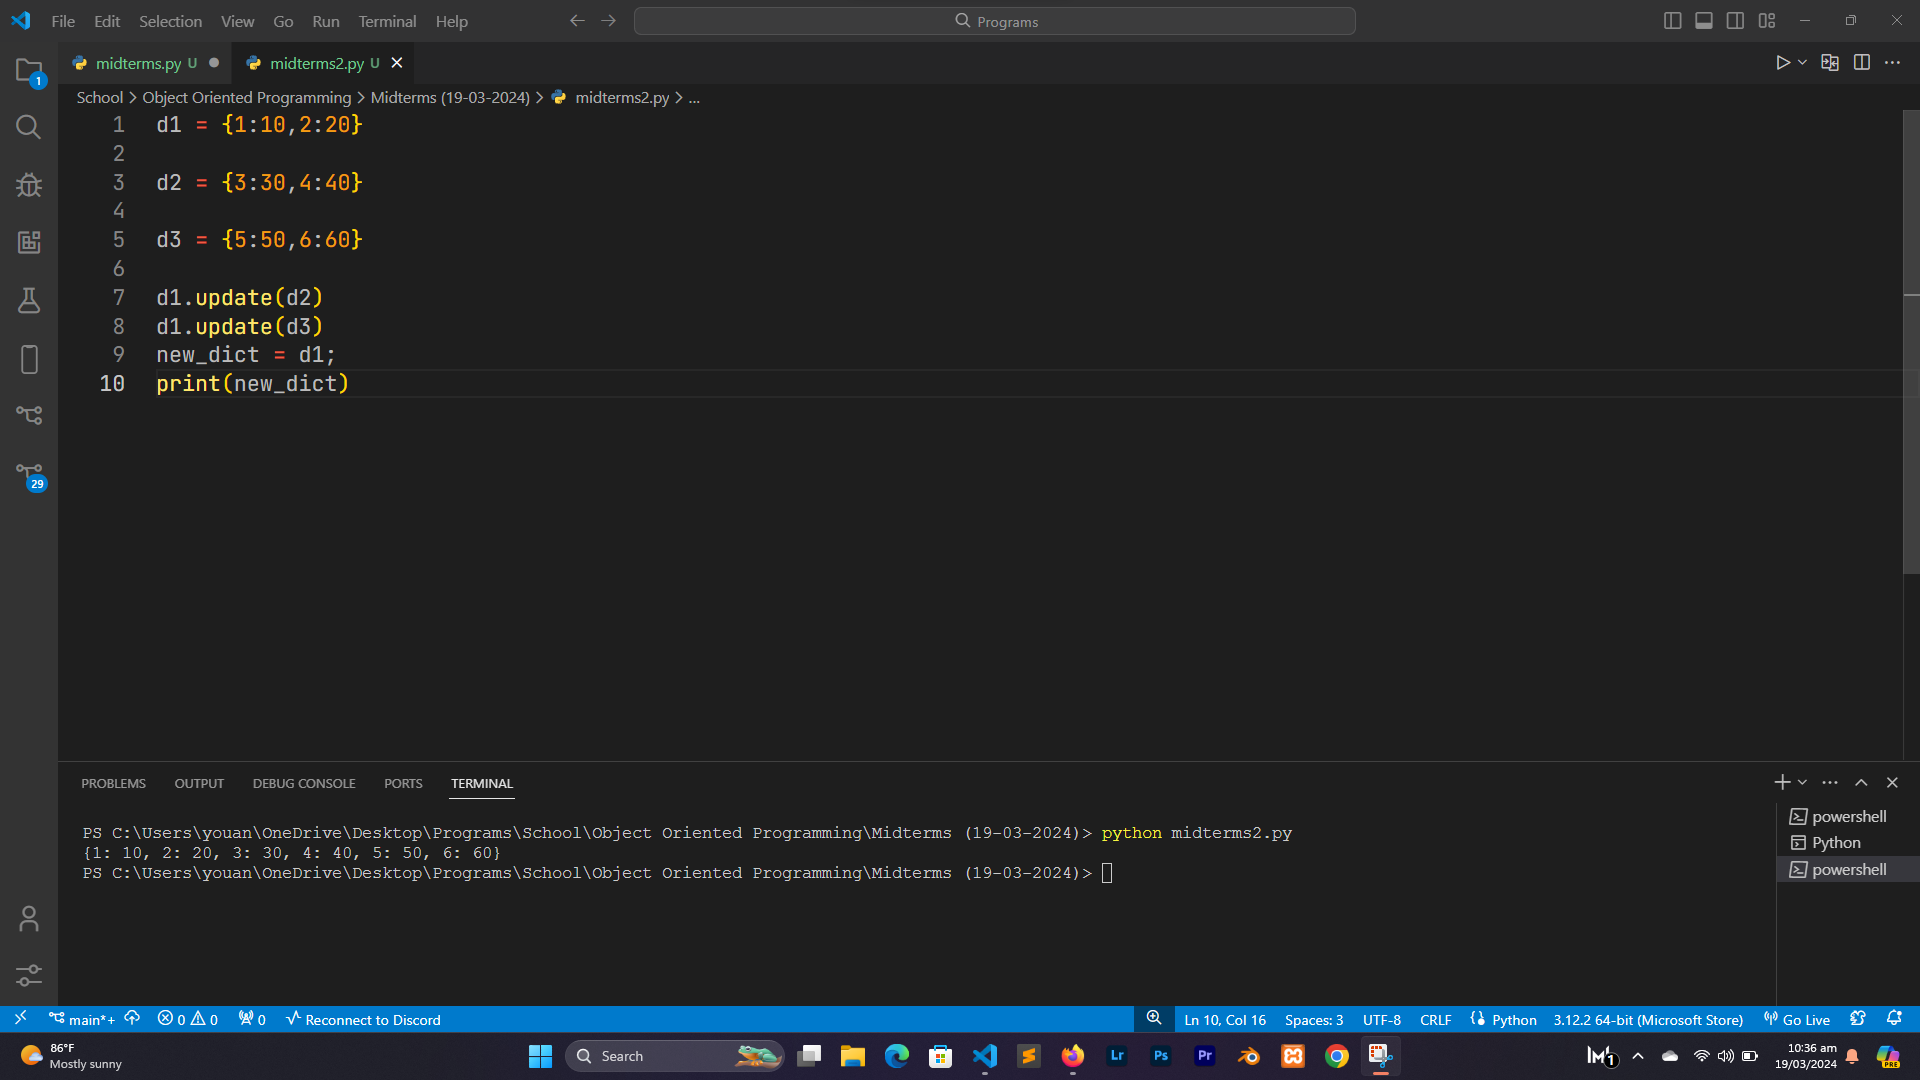 File Edit Selection View Go Run Terminal Help
Programs
1
midterms.py U
midterms2.py U
School > Object Oriented Programming > Midterms (19-03-2024) > midterms2.py > ...
1 d1 = {1:10,2:20}
2
3 d2 = {3:30,4:40}
4
5 d3 = {5:50,6:60}
6
7 d1.update(d2)
8 d1.update(d3)
9 new_dict = d1;
10 print(new_dict)
29
PROBLEMS OUTPUT DEBUG CONSOLE PORTS TERMINAL
PS C:\Users\youan\OneDrive\Desktop\Programs\School\Object Oriented Programming\Midterms (19-03-2024)> python midterms2.py
{1: 10, 2: 20, 3: 30, 4: 40, 5: 50, 6: 60}
PS C:\Users\youan\OneDrive\Desktop\Programs\School\Object Oriented Programming\Midterms (19-03-2024)>
powershell
Python
powershell
main*+ 0 0 0 Reconnect to Discord Ln 10, Col 16 Spaces: 3 UTF-8 CRLF Python 3.12.2 64-bit (Microsoft Store) Go Live
86°F
Mostly sunny
Search
Lr Ps Pr
1
10:36 am
19/03/2024
PRE